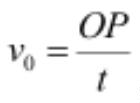 v₀ = OP / t